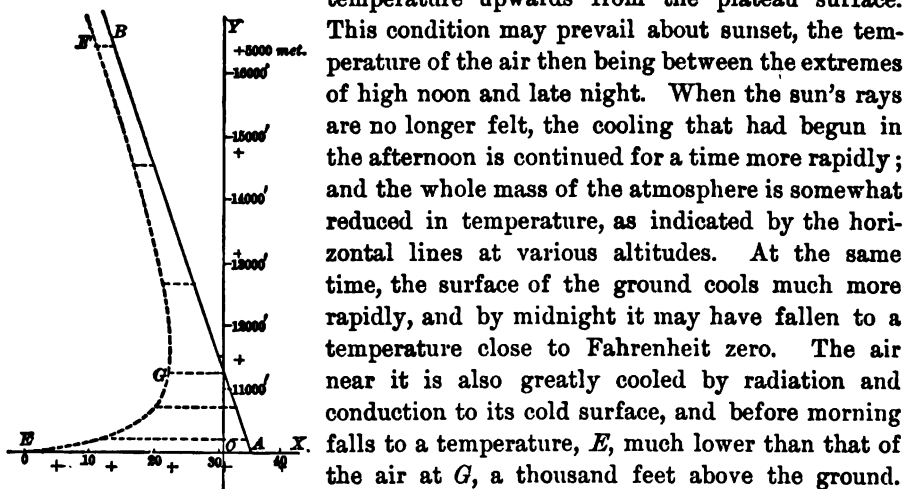 temperature upwards from the plateau surface.
This condition may prevail about sunset, the tem-
perature of the air then being between the extremes
of high noon and late night. When the sun's rays
are no longer felt, the cooling that had begun in
the afternoon is continued for a time more rapidly;
and the whole mass of the atmosphere is somewhat
reduced in temperature, as indicated by the hori-
zontal lines at various altitudes. At the same
time, the surface of the ground cools much more
rapidly, and by midnight it may have fallen to a
temperature close to Fahrenheit zero. The air
near it is also greatly cooled by radiation and
conduction to its cold surface, and before morning
falls to a temperature, E, much lower than that of
the air at G, a thousand feet above the ground.
B
Y
+5000 met.
16000'
15000'
+
14000'
+
13000'
12000'
+
G
11000'
E
O
A
X.
0
10
20
30
40
+ + + +